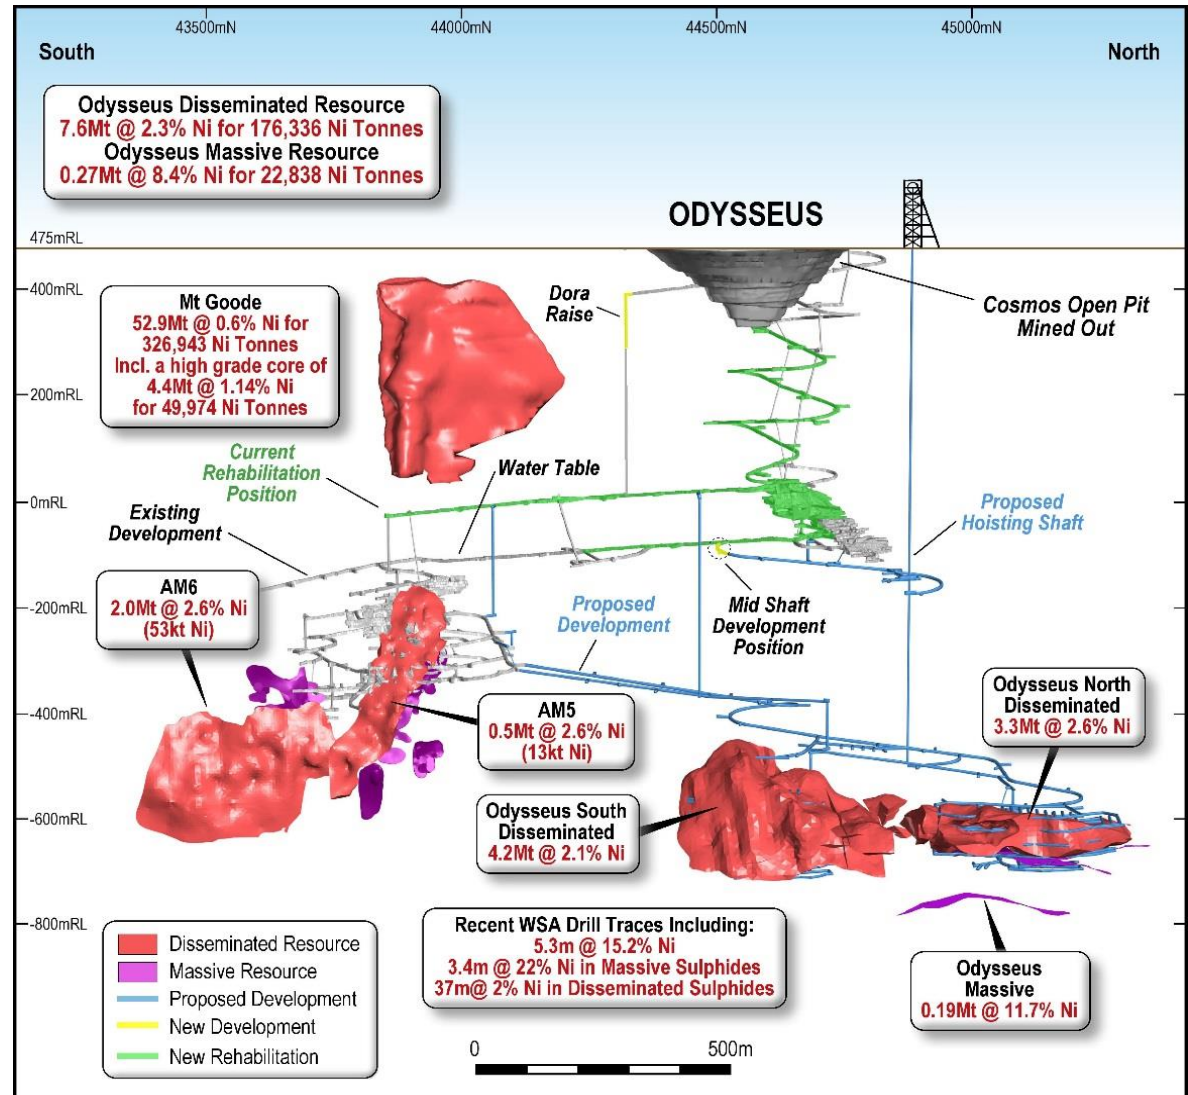 43500mN
44000mN
44500mN
45000mN
South
North
Odysseus Disseminated Resource
7.6Mt @ 2.3% Ni for 176,336 Ni Tonnes
Odysseus Massive Resource
0.27Mt @ 8.4% Ni for 22,838 Ni Tonnes
ODYSSEUS
475mRL
400mRL
Mt Goode
52.9Mt @ 0.6% Ni for
326,943 Ni Tonnes
Incl. a high grade core of
4.4Mt @ 1.14% Ni
for 49,974 Ni Tonnes
Dora
Raise
Cosmos Open Pit
Mined Out
200mRL
Current
Rehabilitation
Position
Water Table
0mRL
Existing
Development
Proposed
Hoisting Shaft
AM6
2.0Mt @ 2.6% Ni
(53kt Ni)
-200mRL
Proposed
Development
Mid Shaft
Development
Position
Odysseus North
Disseminated
3.3Mt @ 2.6% Ni
-400mRL
AM5
0.5Mt @ 2.6% Ni
(13kt Ni)
Odysseus South
Disseminated
4.2Mt @ 2.1% Ni
-600mRL
-800mRL
Recent WSA Drill Traces Including:
5.3m @ 15.2% Ni
3.4m @ 22% Ni in Massive Sulphides
37m@ 2% Ni in Disseminated Sulphides
Odysseus
Massive
0.19Mt @ 11.7% Ni
Disseminated Resource
Massive Resource
Proposed Development
New Development
New Rehabilitation
0
500m